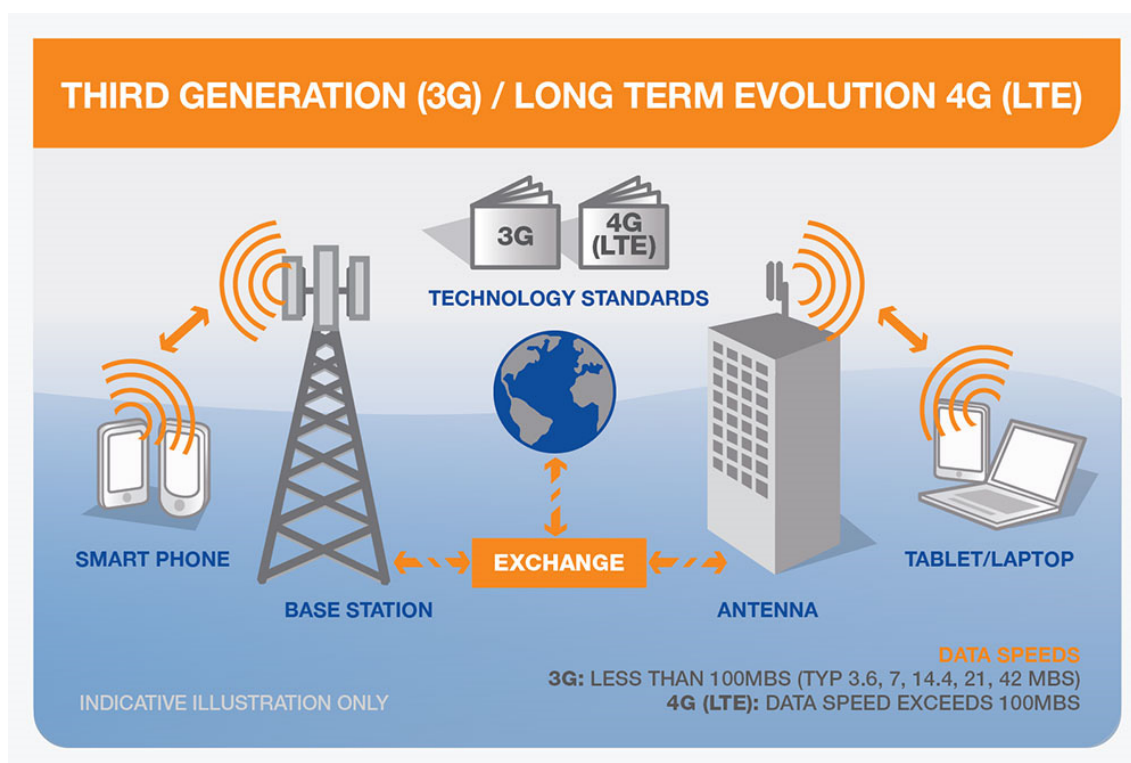 THIRD GENERATION (3G) / LONG TERM EVOLUTION 4G (LTE)
3G
4G
(LTE)
TECHNOLOGY STANDARDS
SMART PHONE
EXCHANGE
TABLET/LAPTOP
BASE STATION
ANTENNA
DATA SPEEDS
3G: LESS THAN 100MBS (TYP 3.6, 7, 14.4, 21, 42 MBS)
4G (LTE): DATA SPEED EXCEEDS 100MBS
INDICATIVE ILLUSTRATION ONLY